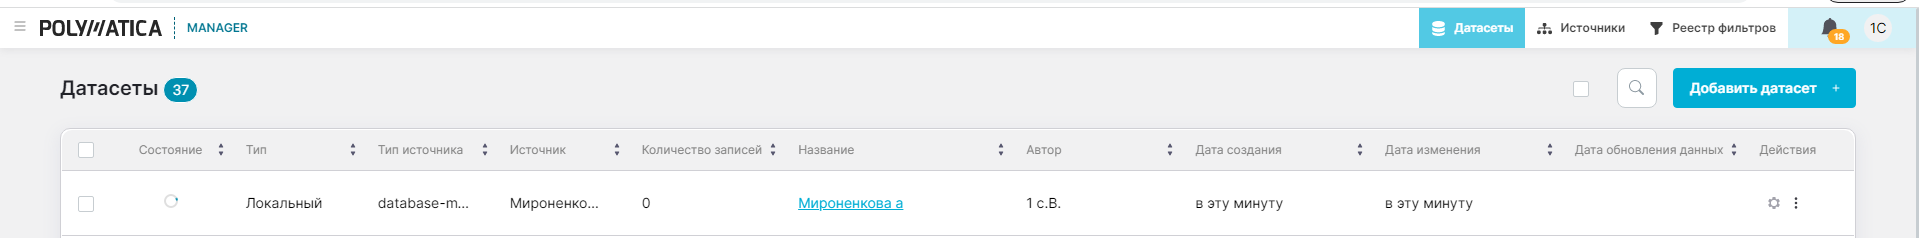 POLYMATICA MANAGER Датасеты Источники Реестр фильтров 18 1С
Датасеты 37 Добавить датасет +
Состояние Тип Тип источника Источник Количество записей Название Автор Дата создания Дата изменения Дата обновления данных Действия
Локальный database-m... Мироненко... 0 Мироненкова а 1 с.В. в эту минуту в эту минуту